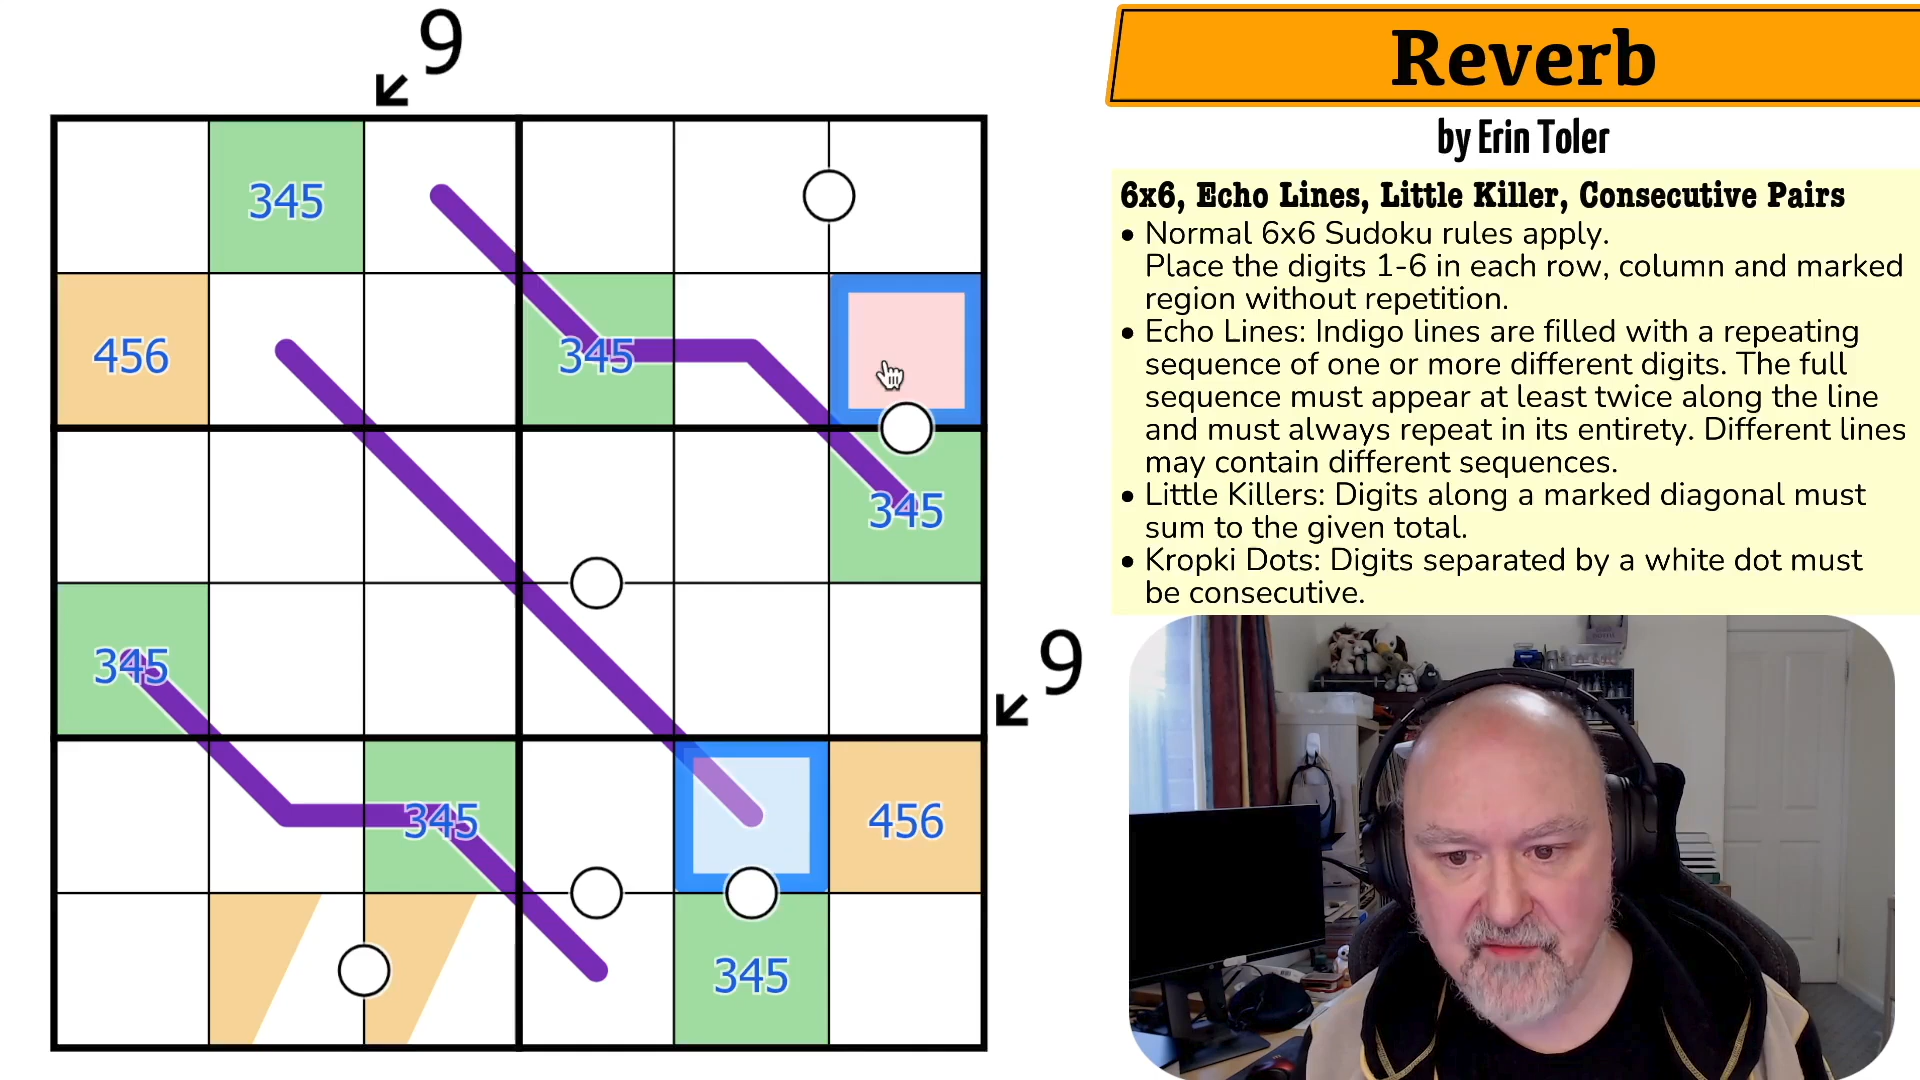 9
Reverb
by Erin Toler
6x6, Echo Lines, Little Killer, Consecutive Pairs
• Normal 6x6 Sudoku rules apply.
Place the digits 1-6 in each row, column and marked
region without repetition.
• Echo Lines: Indigo lines are filled with a repeating
sequence of one or more different digits. The full
sequence must appear at least twice along the line
and must always repeat in its entirety. Different lines
may contain different sequences.
• Little Killers: Digits along a marked diagonal must
sum to the given total.
• Kropki Dots: Digits separated by a white dot must
be consecutive.
345
456
345
345
345
9
345
456
345